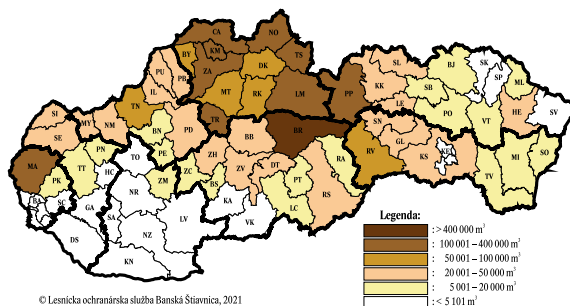 CA
NO
BY
KM
TS
ZA
DK
PU
PB
IL
MT
RK
LM
PP
SL
KK
LE
BJ
SK
SP
ML
SB
PO
VT
HE
SV
TN
TR
SI
MY
NM
SE
BN
PD
PE
BB
BR
SN
GL
RV
KS
KE
MI
SO
TV
MA
PN
TT
PK
HC
TO
ZH
ZV
DT
RA
PT
RS
LC
ZC
BS
ZM
NR
KA
VK
LV
BA
SC
GA
SA
NZ
DS
KN
Legenda:
: > 400 000 m³
: 100 001 – 400 000 m³
: 50 001 – 100 000 m³
: 20 001 – 50 000 m³
: 5 001 – 20 000 m³
: < 5 101 m³
© Lesnícka ochranárska služba Banská Štiavnica, 2021